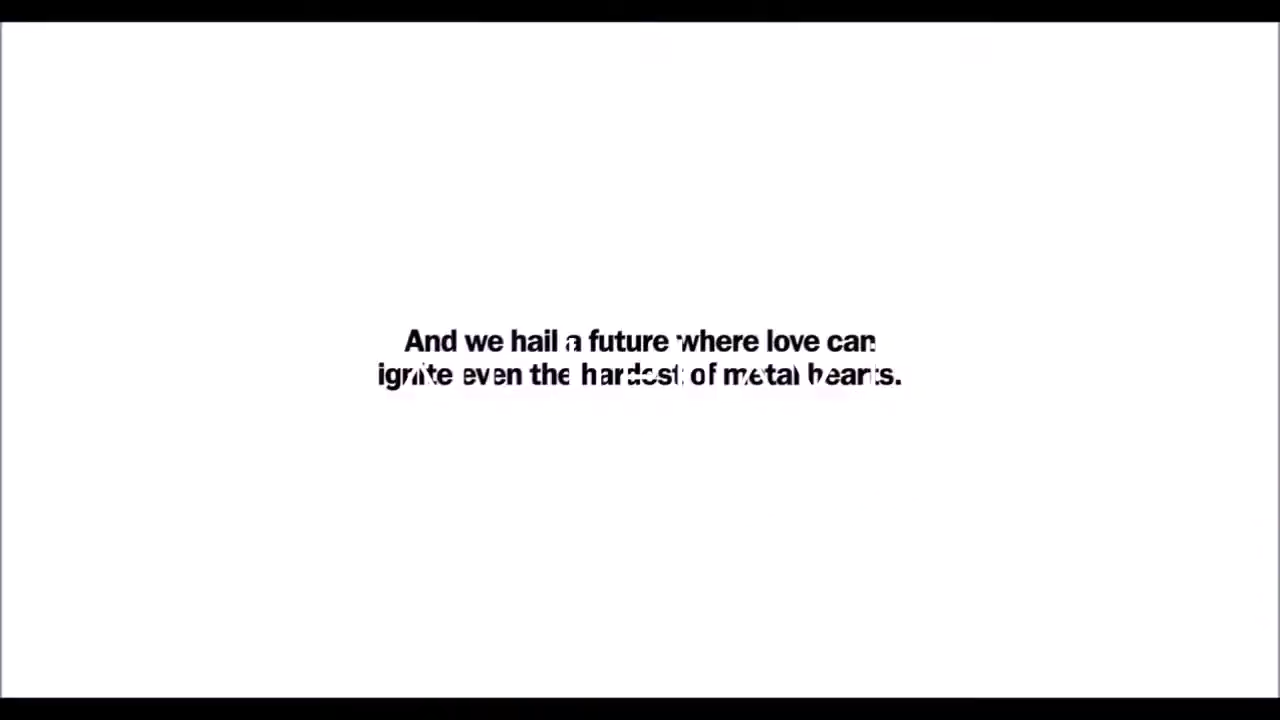 And we hail a future where love can
ignite even the hardest of metal hearts.